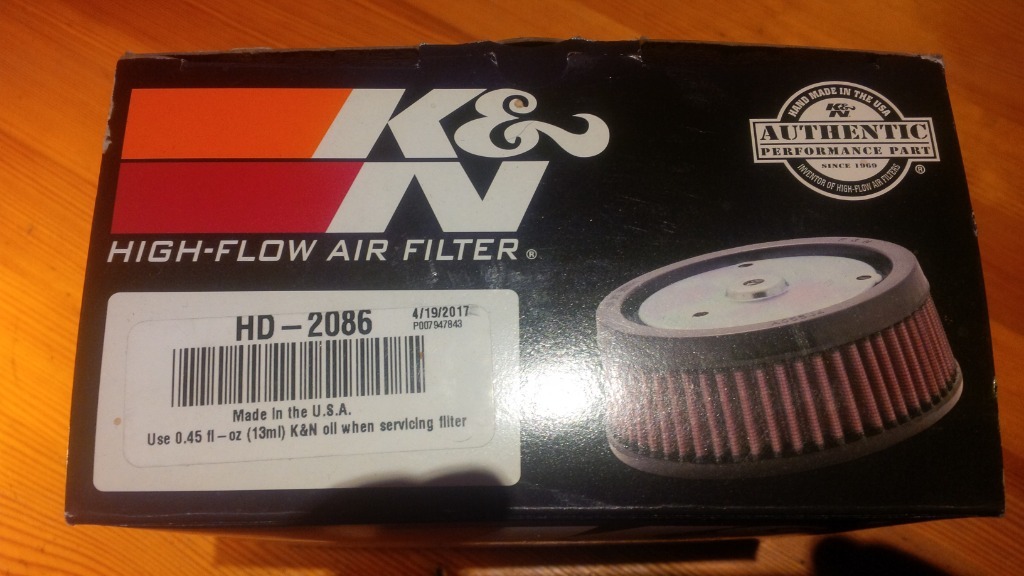 K&
N
HIGH-FLOW AIR FILTER®
HAND MADE IN THE USA
K&N
AUTHENTIC
PERFORMANCE PART
SINCE 1969
INVENTOR OF HIGH-FLOW AIR FILTERS
®
HD-2086
4/19/2017
P007947843
Made In the U.S.A.
Use 0.45 fl-oz (13ml) K&N oil when servicing filter